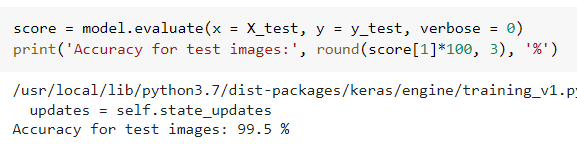 score = model.evaluate(x = X_test, y = y_test, verbose = 0)
print('Accuracy for test images:', round(score[1]*100, 3), '%')
/usr/local/lib/python3.7/dist-packages/keras/engine/training_v1.py
updates = self.state_updates
Accuracy for test images: 99.5 %